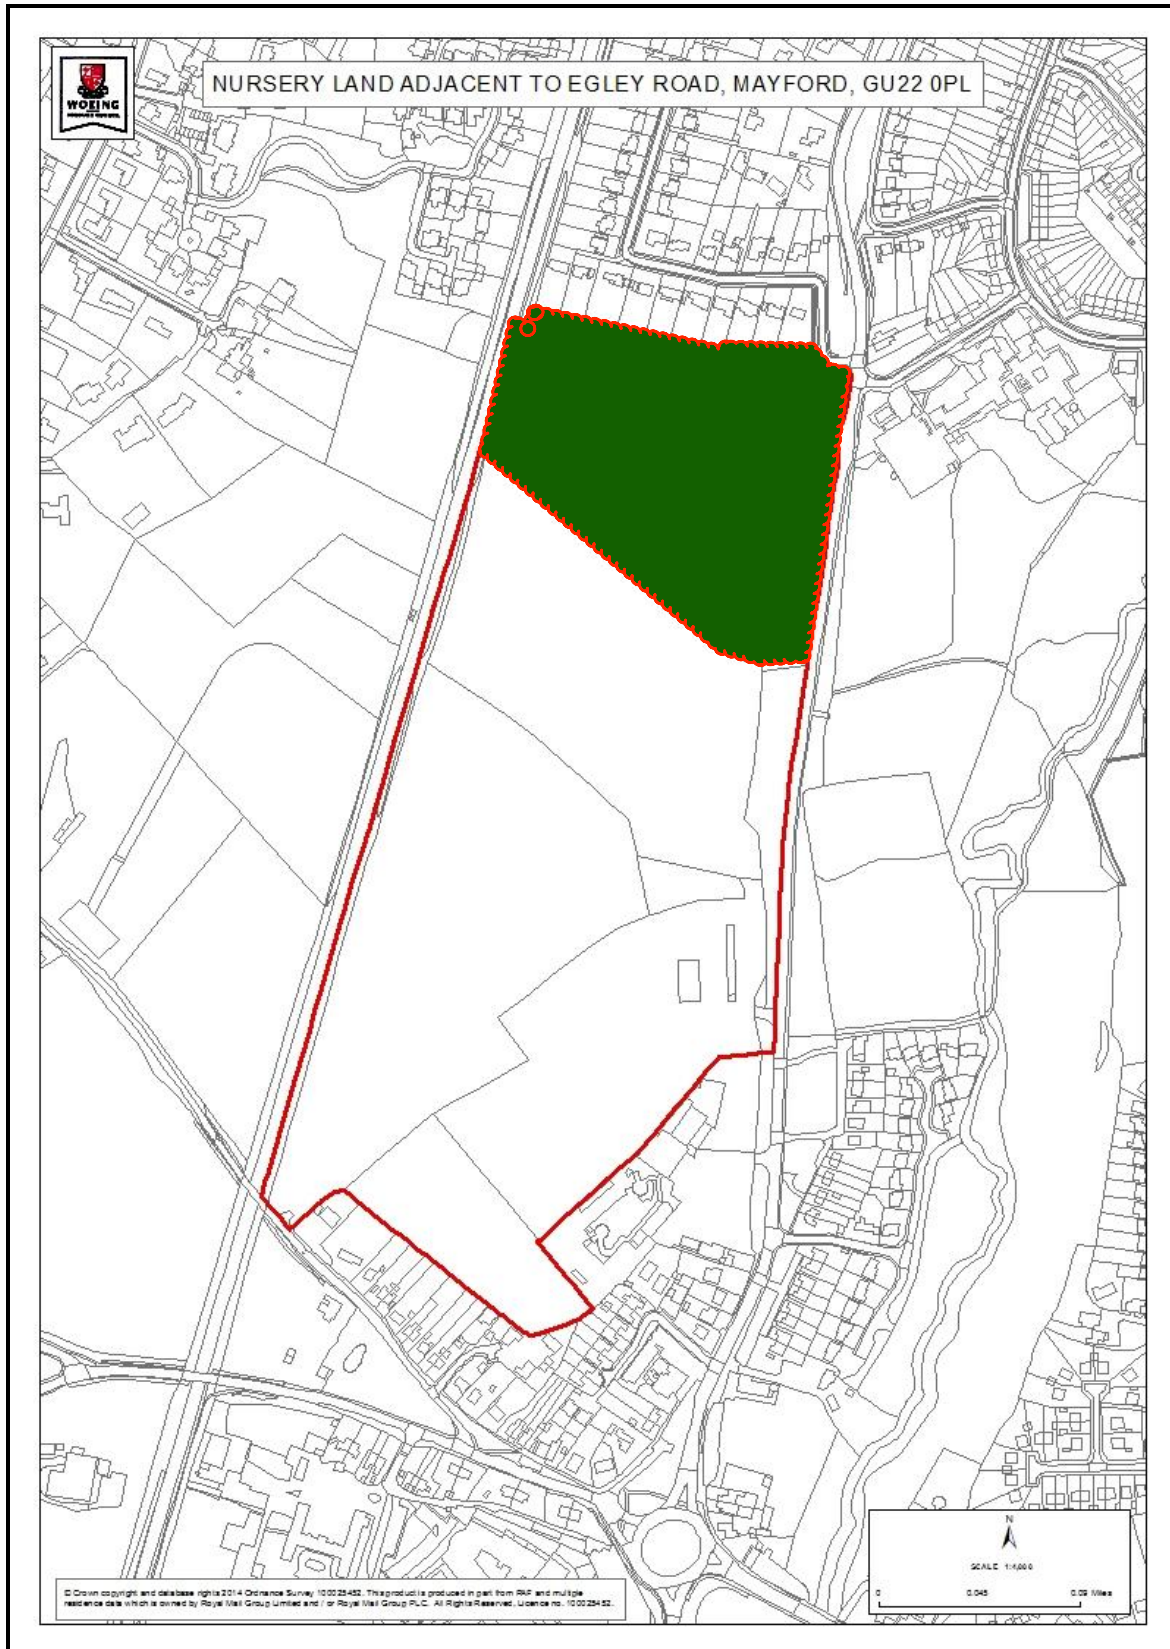 WOKING
BOROUGH COUNCIL
NURSERY LAND ADJACENT TO EGLEY ROAD, MAYFORD, GU22 0PL
N
SCALE 1:4,000
0 0.045 0.09 Miles
© Crown copyright and database rights 2014 Ordnance Survey 100025452. This product is produced in part from PAF and multiple
residence data which is owned by Royal Mail Group Limited and / or Royal Mail Group PLC. All Rights Reserved. Licence no. 100025452.